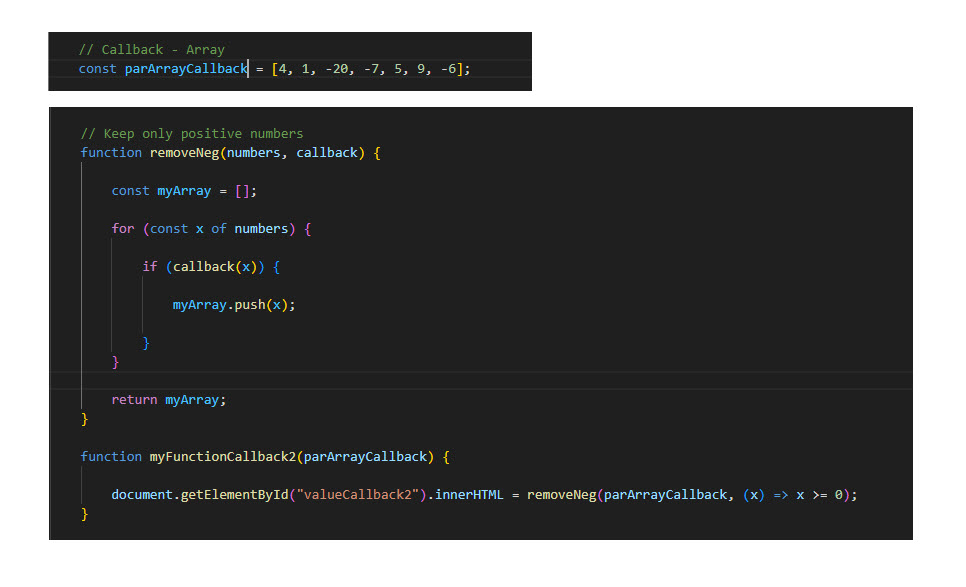 // Callback - Array
const parArrayCallback = [4, 1, -20, -7, 5, 9, -6];
// Keep only positive numbers
function removeNeg(numbers, callback) {
const myArray = [];
for (const x of numbers) {
if (callback(x)) {
myArray.push(x);
}
}
return myArray;
}
function myFunctionCallback2(parArrayCallback) {
document.getElementById("valueCallback2").innerHTML = removeNeg(parArrayCallback, (x) => x >= 0);
}